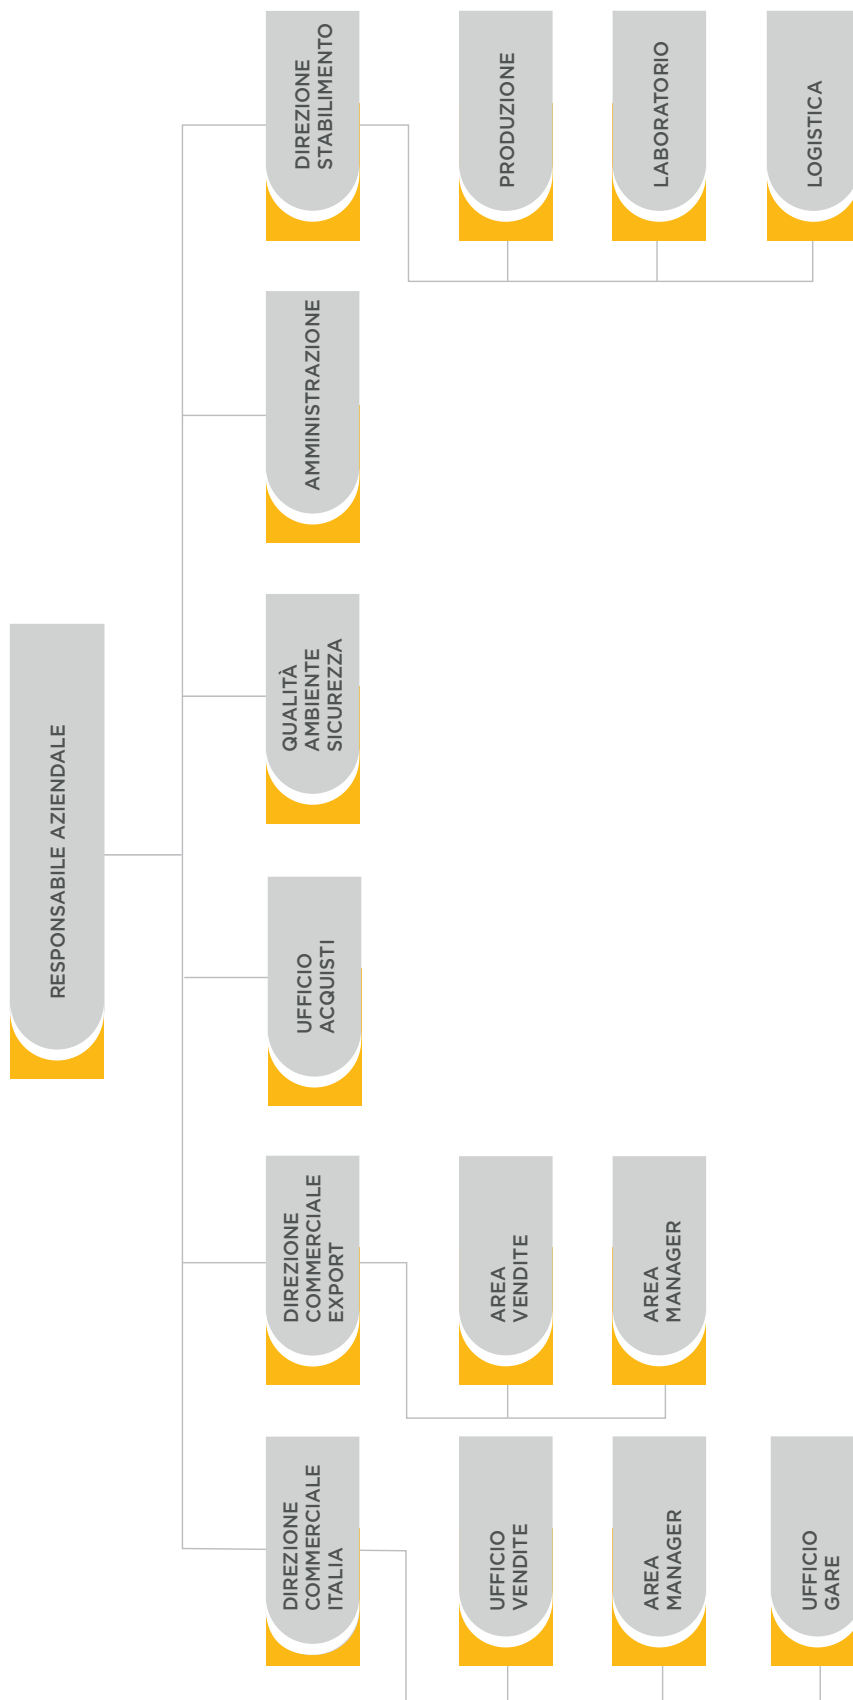 RESPONSABILE AZIENDALE
DIREZIONE
COMMERCIALE
ITALIA
DIREZIONE
COMMERCIALE
EXPORT
UFFICIO
ACQUISTI
QUALITÀ
AMBIENTE
SICUREZZA
AMMINISTRAZIONE
DIREZIONE
STABILIMENTO
UFFICIO
VENDITE
AREA
VENDITE
PRODUZIONE
AREA
MANAGER
AREA
MANAGER
LABORATORIO
UFFICIO
GARE
LOGISTICA